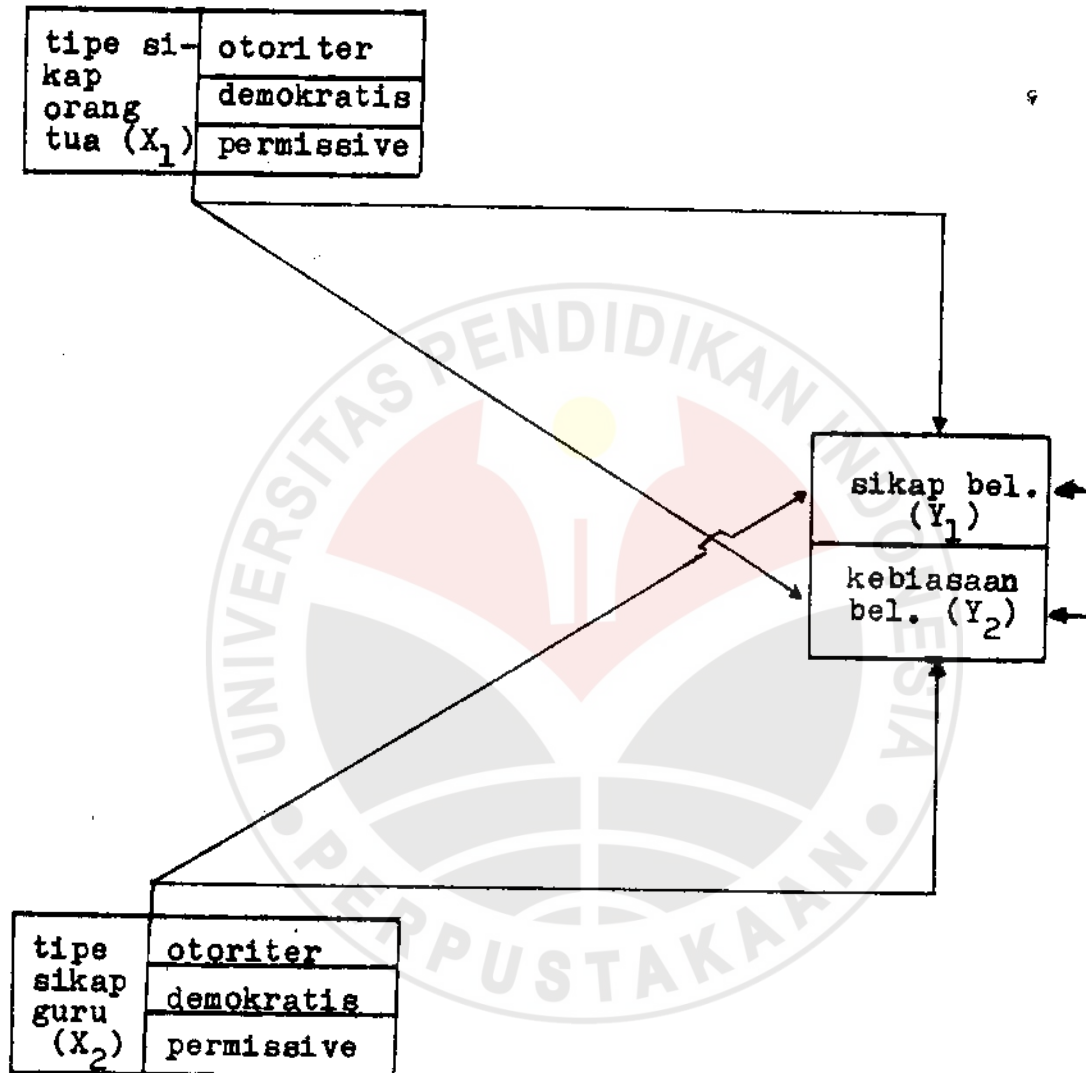 tipe si-
kap
orang
tua (X1)
otoriter
demokratis
permissive
UNIVERSITAS PENDIDIKAN INDONESIA
PERPUSTAKAAN
sikap bel.
(Y1)
kebiasaan
bel. (Y2)
tipe
sikap
guru
(X2)
otoriter
demokratis
permissive